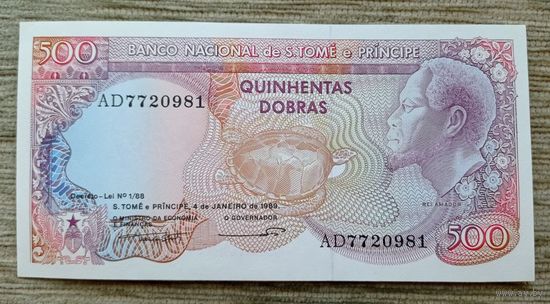 500
BANCO NACIONAL de S.TOMÉ e PRÍNCIPE
QUINHENTAS
DOBRAS
AD7720981
Decreto-Lei Nº 1/88
S. TOMÉ e PRÍNCIPE, 4 de JANEIRO de 1989
O MINISTRO DA ECONOMIA
E FINANÇAS
O GOVERNADOR
REI AMADOR
AD7720981
500